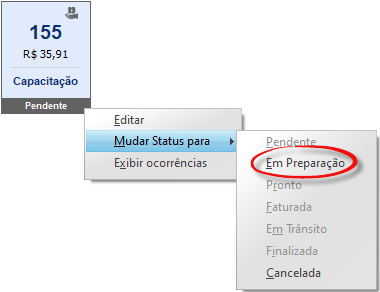 155
R$ 35,91
Capacitação
Pendente
Editar
Mudar Status para
Exibir ocorrências
Pendente
Em Preparação
Pronto
Faturada
Em Trânsito
Finalizada
Cancelada